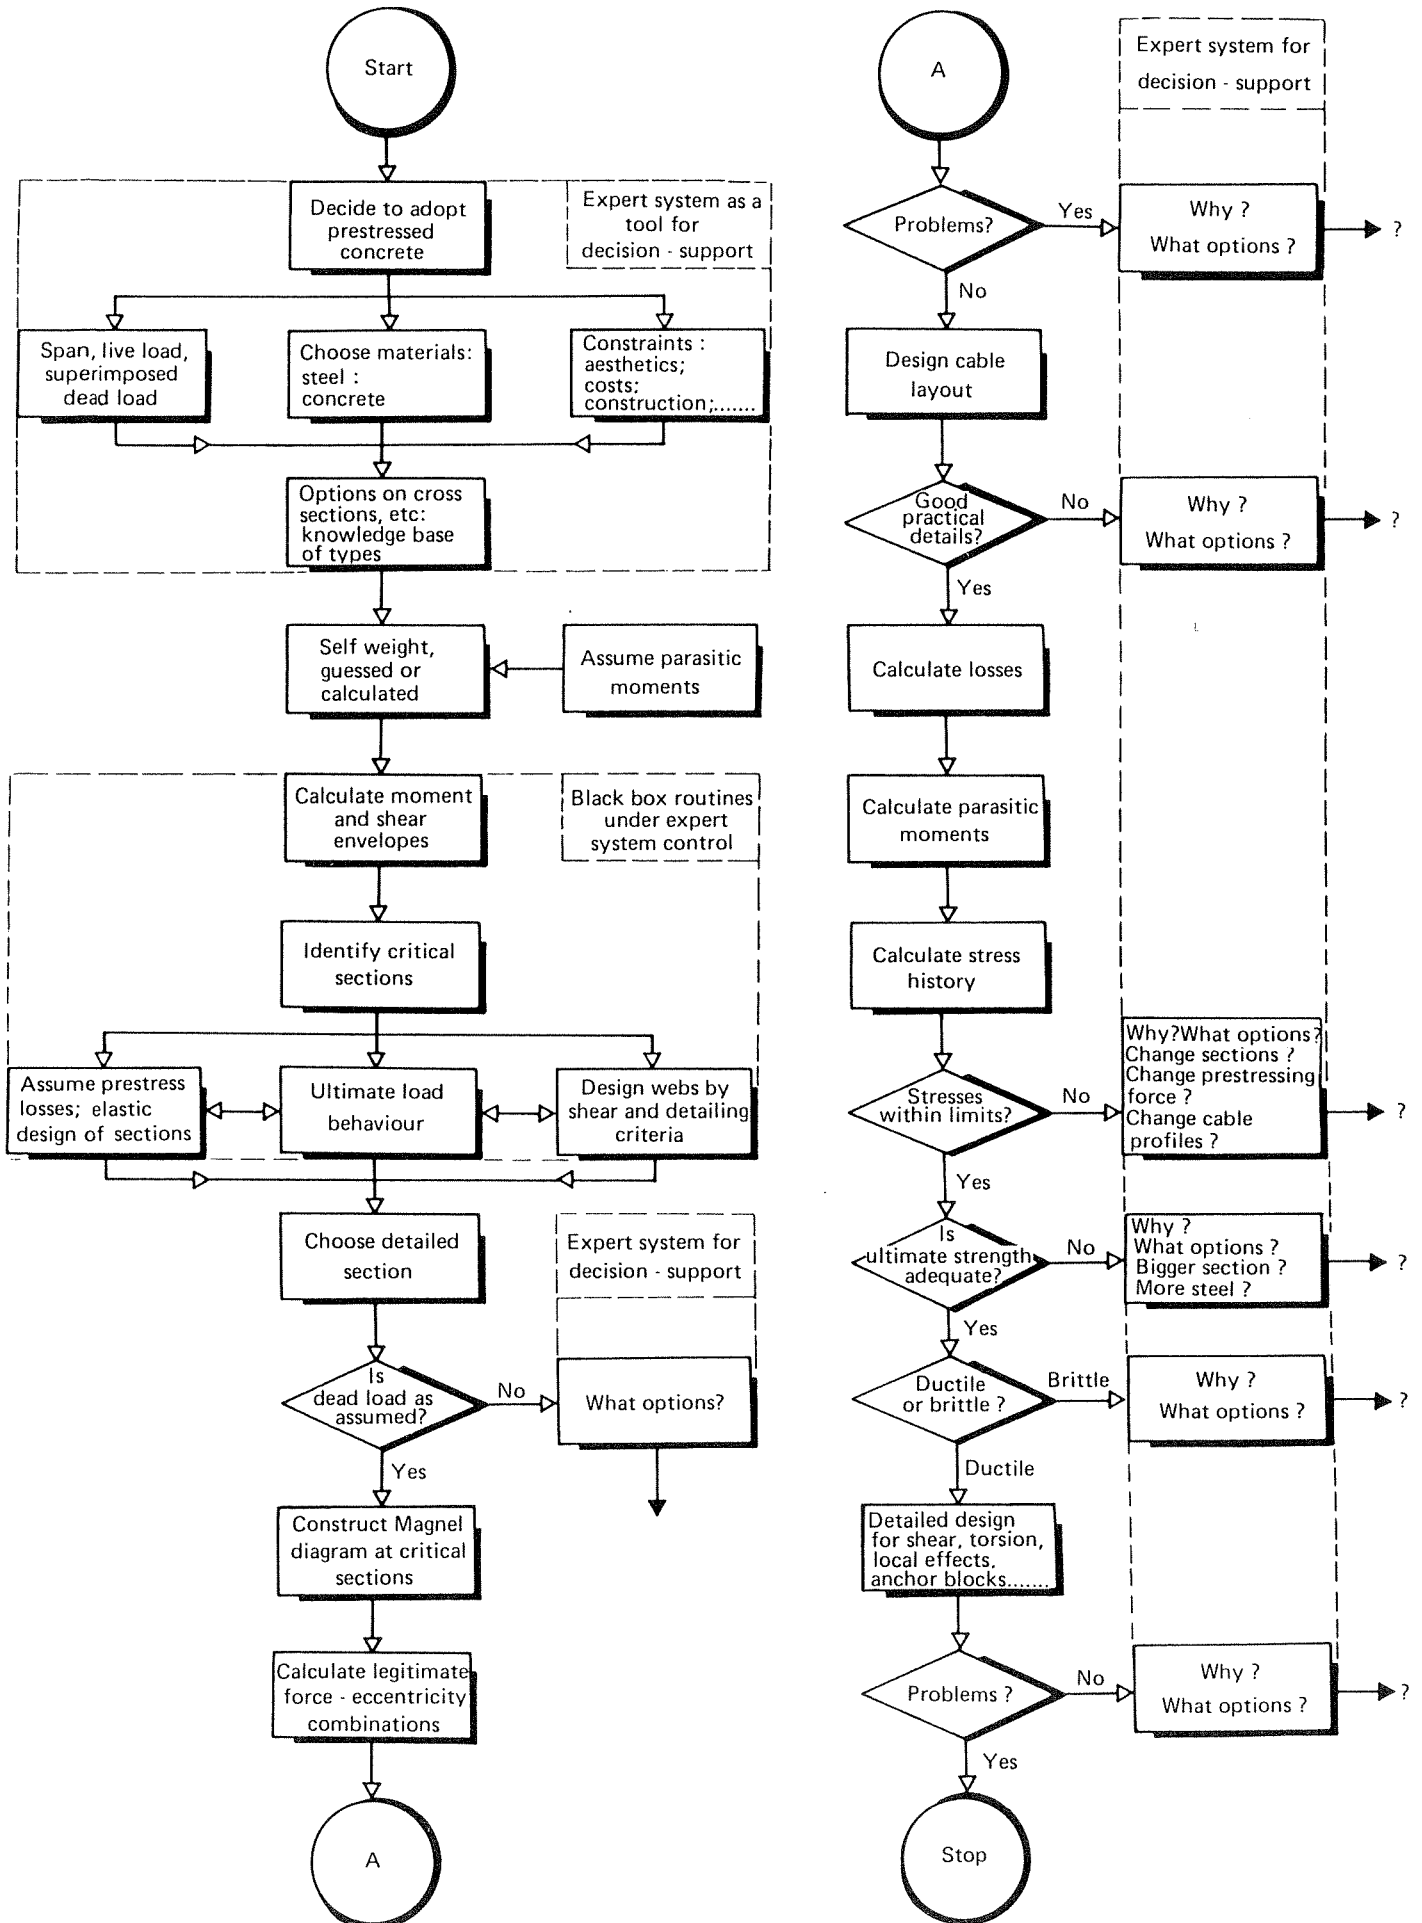 Start
Decide to adopt
prestressed
concrete
Expert system as a
tool for
decision - support
Span, live load,
superimposed
dead load
Choose materials:
steel :
concrete
Constraints :
aesthetics;
costs;
construction;.......
Options on cross
sections, etc:
knowledge base
of types
Self weight,
guessed or
calculated
Assume parasitic
moments
Calculate moment
and shear
envelopes
Black box routines
under expert
system control
Identify critical
sections
Assume prestress
losses; elastic
design of sections
Ultimate load
behaviour
Design webs by
shear and detailing
criteria
Choose detailed
section
Expert system for
decision - support
Is
dead load as
assumed?
No
What options?
Yes
Construct Magnel
diagram at critical
sections
Calculate legitimate
force - eccentricity
combinations
A
A
Expert system for
decision - support
Problems?
Yes
Why ?
What options ?
?
No
Design cable
layout
Good
practical
details?
No
Why ?
What options ?
?
Yes
Calculate losses
Calculate parasitic
moments
Calculate stress
history
Stresses
within limits?
No
Why?What options?
Change sections ?
Change prestressing
force ?
Change cable
profiles ?
?
Yes
Is
ultimate strength
adequate?
No
Why ?
What options ?
Bigger section ?
More steel ?
?
Yes
Ductile
or brittle ?
Brittle
Why ?
What options ?
?
Ductile
Detailed design
for shear, torsion,
local effects,
anchor blocks.......
Problems ?
No
Why ?
What options ?
?
Yes
Stop